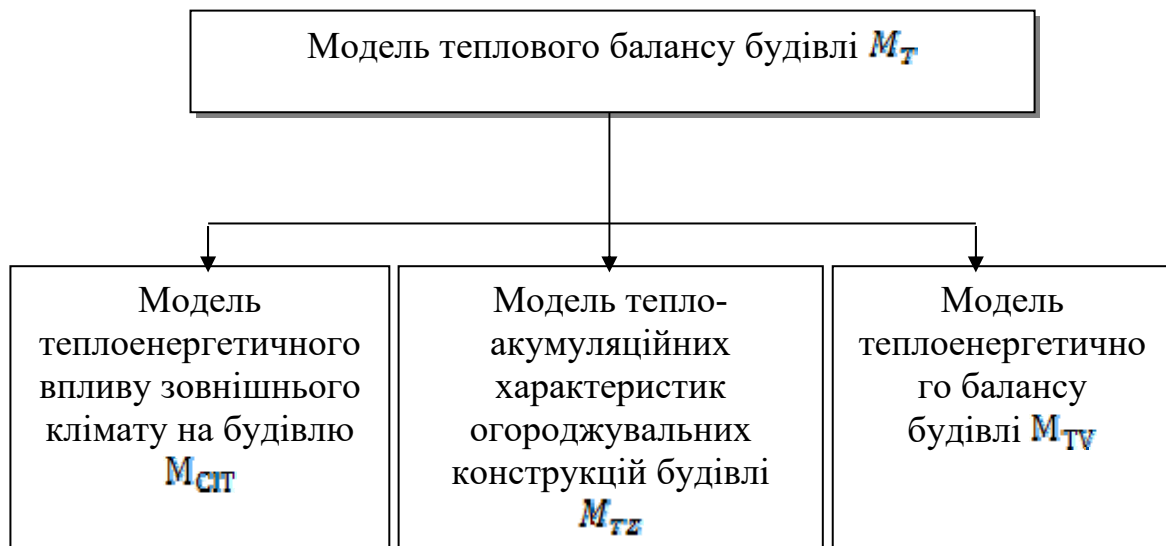 Модель теплового балансу будівлі M_T
Модель
теплоенергетичного
впливу зовнішнього
клімату на будівлю
M_CIT
Модель тепло-
акумуляційних
характеристик
огороджувальних
конструкцій будівлі
M_TZ
Модель
теплоенергетично
го балансу
будівлі M_TV